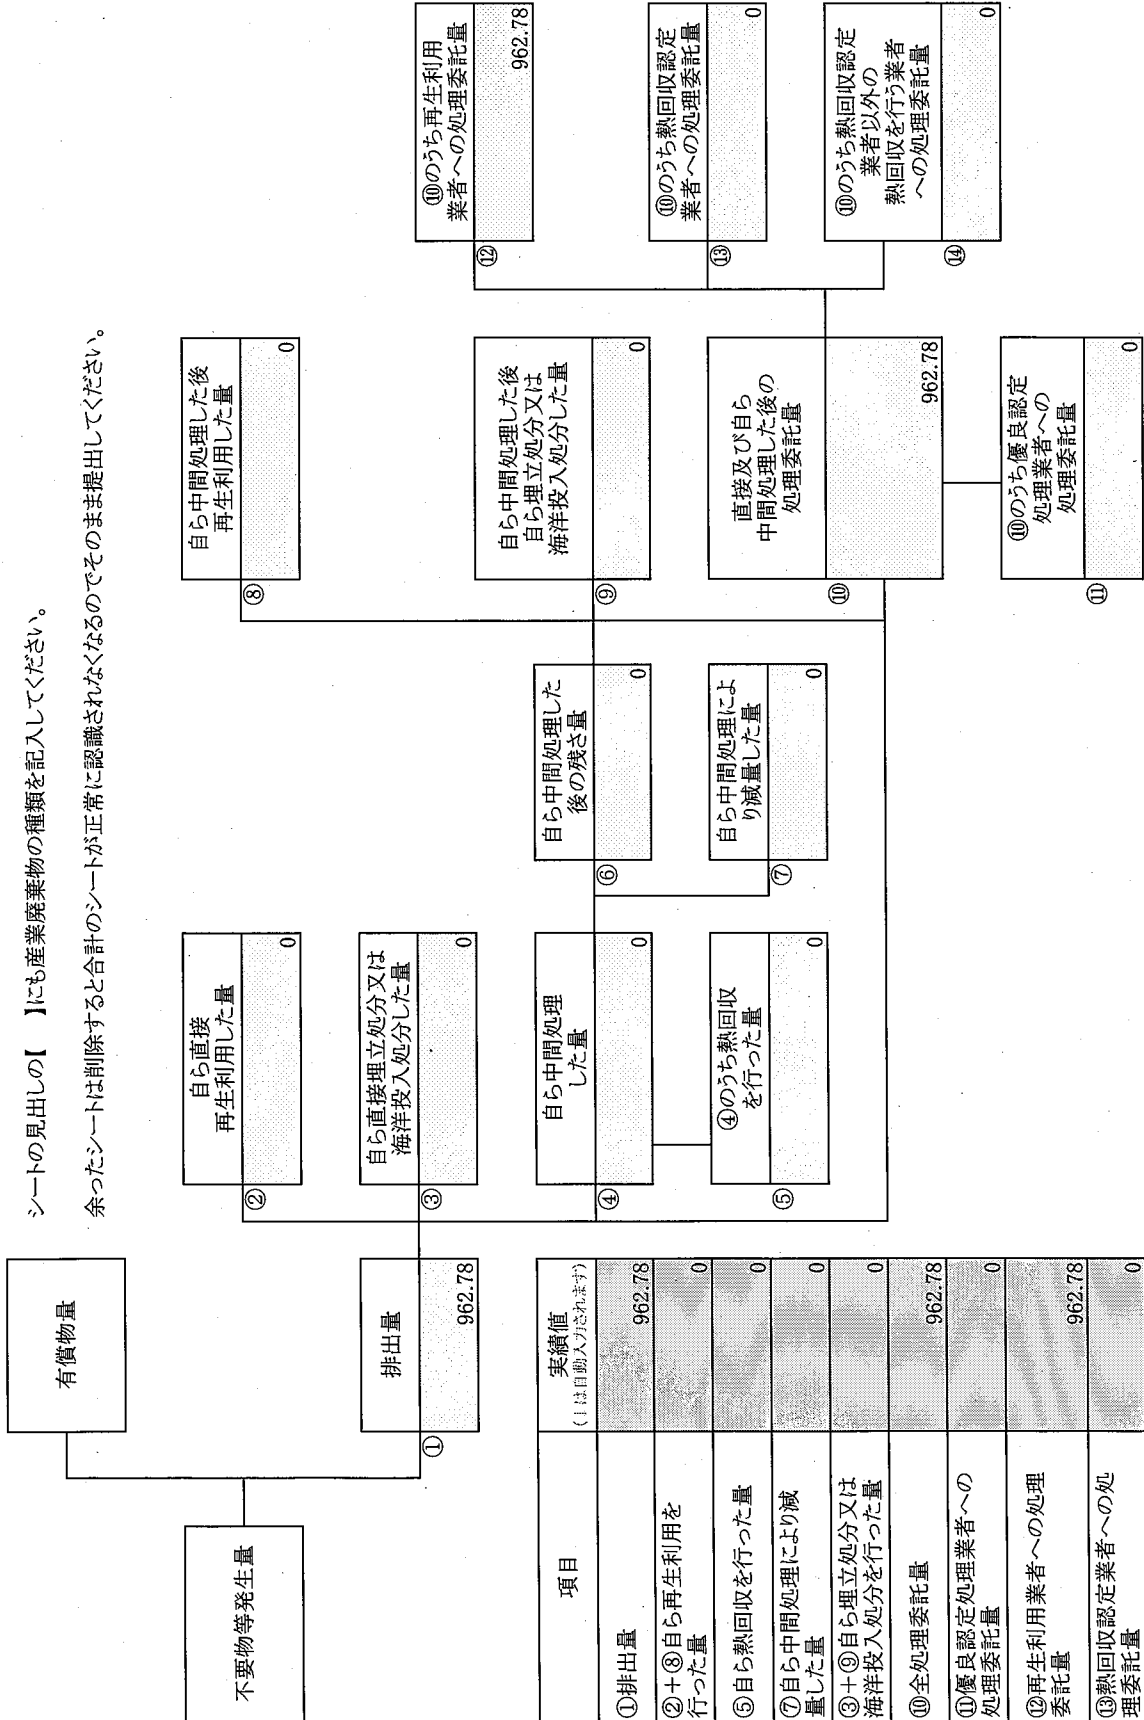 シートの見出しの【　　】にも産業廃棄物の種類を記入してください。
余ったシートは削除すると合計のシートが正常に認識されなくなるのでそのまま提出してください。
不要物等発生量
有償物量
①
排出量
962.78
②
自ら直接
再生利用した量
0
③
自ら直接埋立処分又は
海洋投入処分した量
0
④
自ら中間処理
した量
0
⑤
④のうち熱回収
を行った量
0
⑥
自ら中間処理した
後の残さ量
0
⑦
自ら中間処理によ
り減量した量
0
⑧
自ら中間処理した後
再生利用した量
0
⑨
自ら中間処理した後
自ら埋立処分又は
海洋投入処分した量
0
⑩
直接及び自ら
中間処理した後の
処理委託量
962.78
⑪
⑩のうち優良認定
処理業者への
処理委託量
0
⑫
⑩のうち再生利用
業者への処理委託量
962.78
⑬
⑩のうち熱回収認定
業者への処理委託量
0
⑭
⑩のうち熱回収認定
業者以外の
熱回収を行う業者
への処理委託量
0
項目
実績値
(↓は自動入力されます)
①排出量
962.78
②＋⑧自ら再生利用を
行った量
0
⑤自ら熱回収を行った量
0
⑦自ら中間処理により減
量した量
0
③＋⑨自ら埋立処分又は
海洋投入処分を行った量
0
⑩全処理委託量
962.78
⑪優良認定処理業者への
処理委託量
0
⑫再生利用業者への処理
委託量
962.78
⑬熱回収認定業者への処
理委託量
0